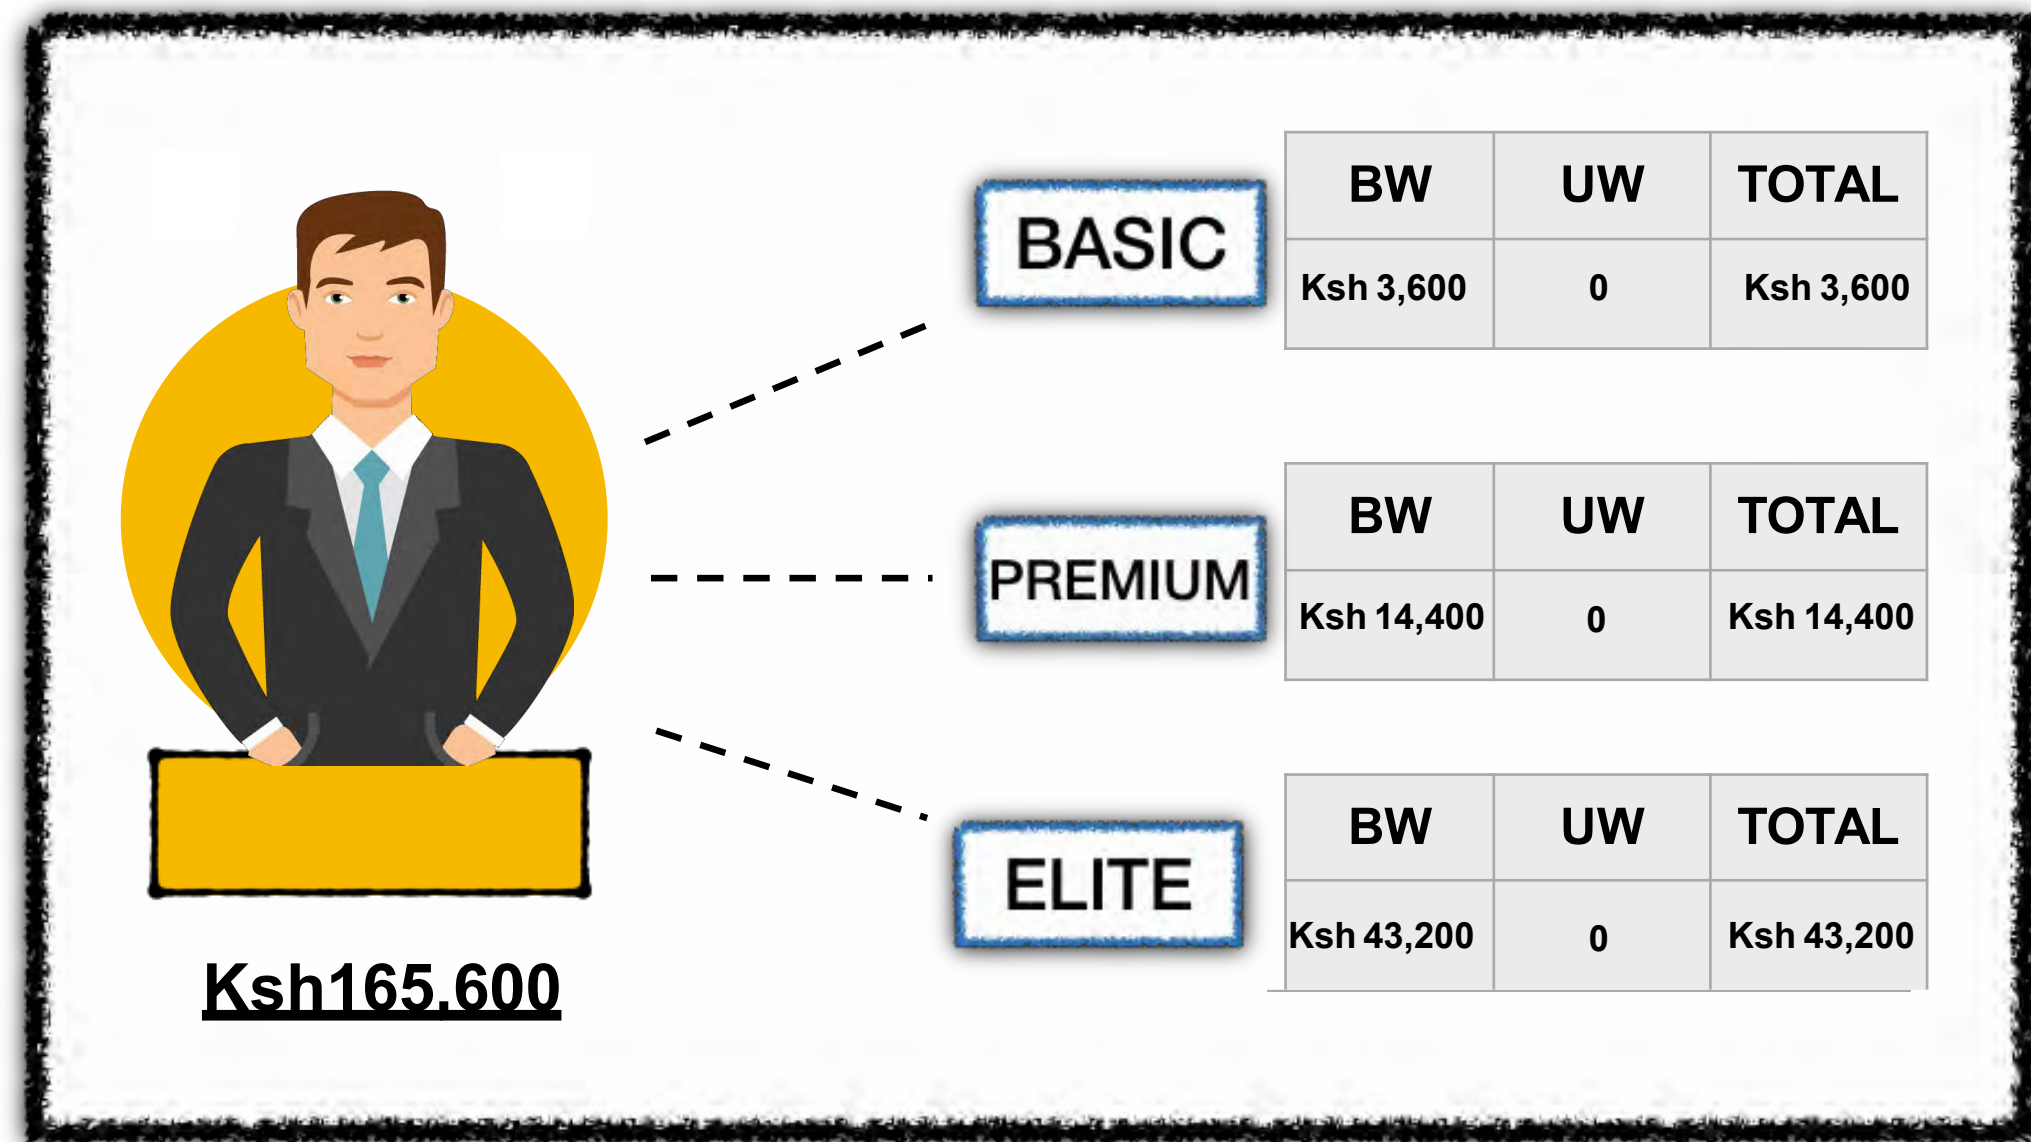 BASIC
BW UW TOTAL
Ksh 3,600 0 Ksh 3,600
PREMIUM
BW UW TOTAL
Ksh 14,400 0 Ksh 14,400
ELITE
BW UW TOTAL
Ksh 43,200 0 Ksh 43,200
Ksh165,600